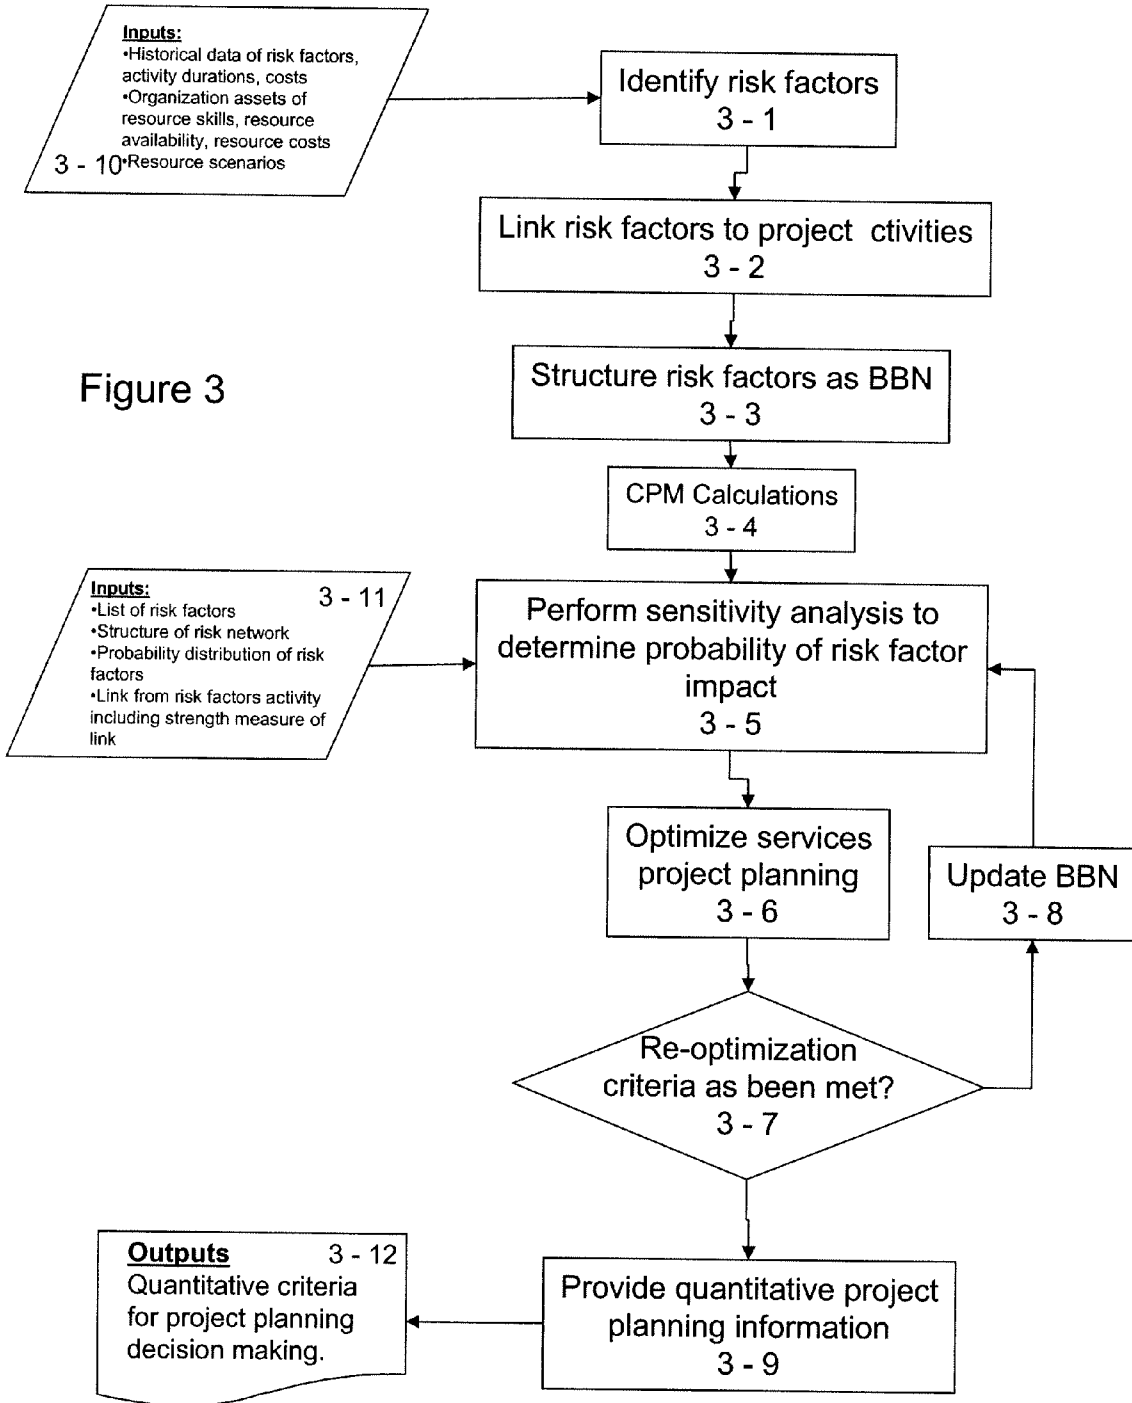 Inputs:
•Historical data of risk factors,
activity durations, costs
•Organization assets of
resource skills, resource
availability, resource costs
•Resource scenarios
3 - 10
Identify risk factors
3 - 1
Link risk factors to project  ctivities
3 - 2
Structure risk factors as BBN
3 - 3
Figure 3
CPM Calculations
3 - 4
Inputs:
3 - 11
•List of risk factors
•Structure of risk network
•Probability distribution of risk
factors
•Link from risk factors activity
including strength measure of
link
Perform sensitivity analysis to
determine probability of risk factor
impact
3 - 5
Optimize services
project planning
3 - 6
Update BBN
3 - 8
Re-optimization
criteria as been met?
3 - 7
Outputs
3 - 12
Quantitative criteria
for project planning
decision making.
Provide quantitative project
planning information
3 - 9